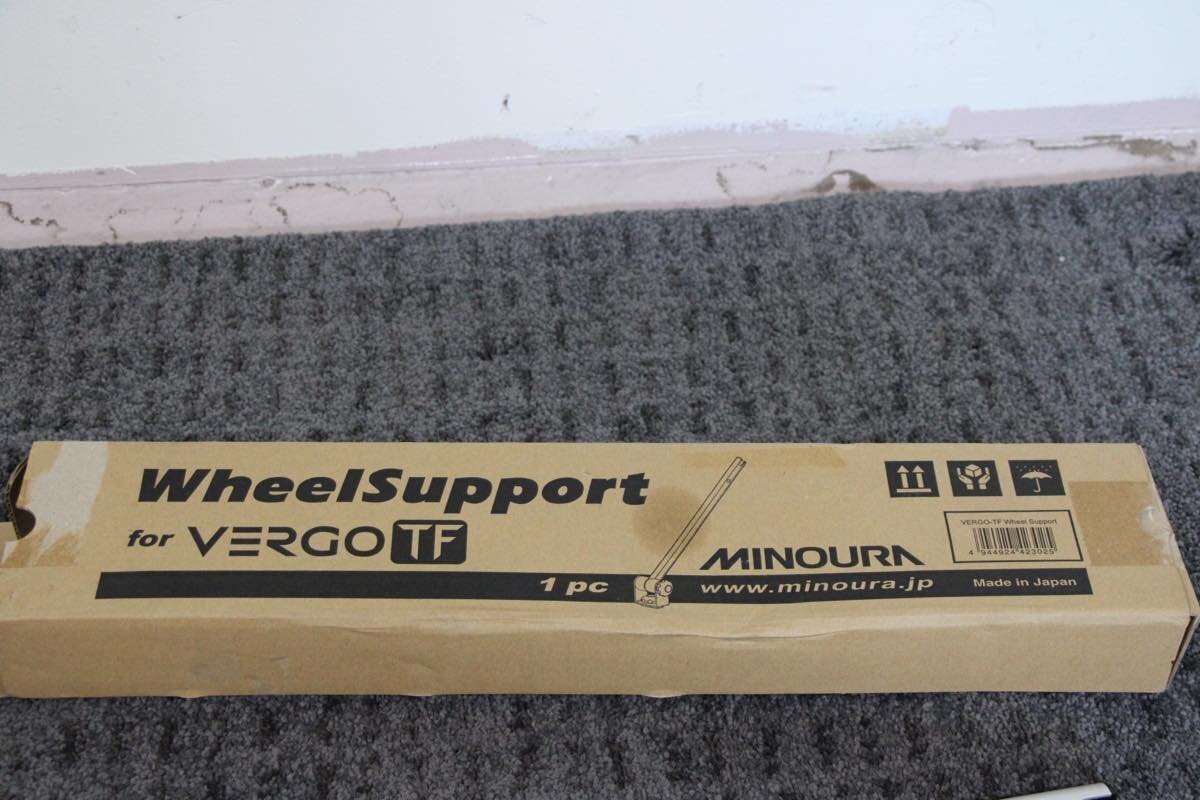 WheelSupport
for VERGO TF
1 pc
MINOURA
www.minoura.jp
VERGO-TF Wheel Support
4 944924 423025
Made in Japan